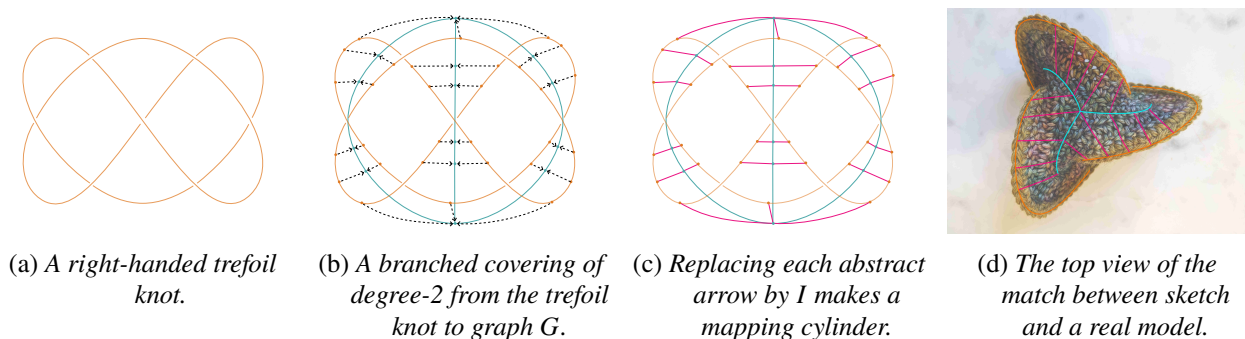 (a) A right-handed trefoil
knot.
(b) A branched covering of
degree-2 from the trefoil
knot to graph G.
(c) Replacing each abstract
arrow by I makes a
mapping cylinder.
(d) The top view of the
match between sketch
and a real model.